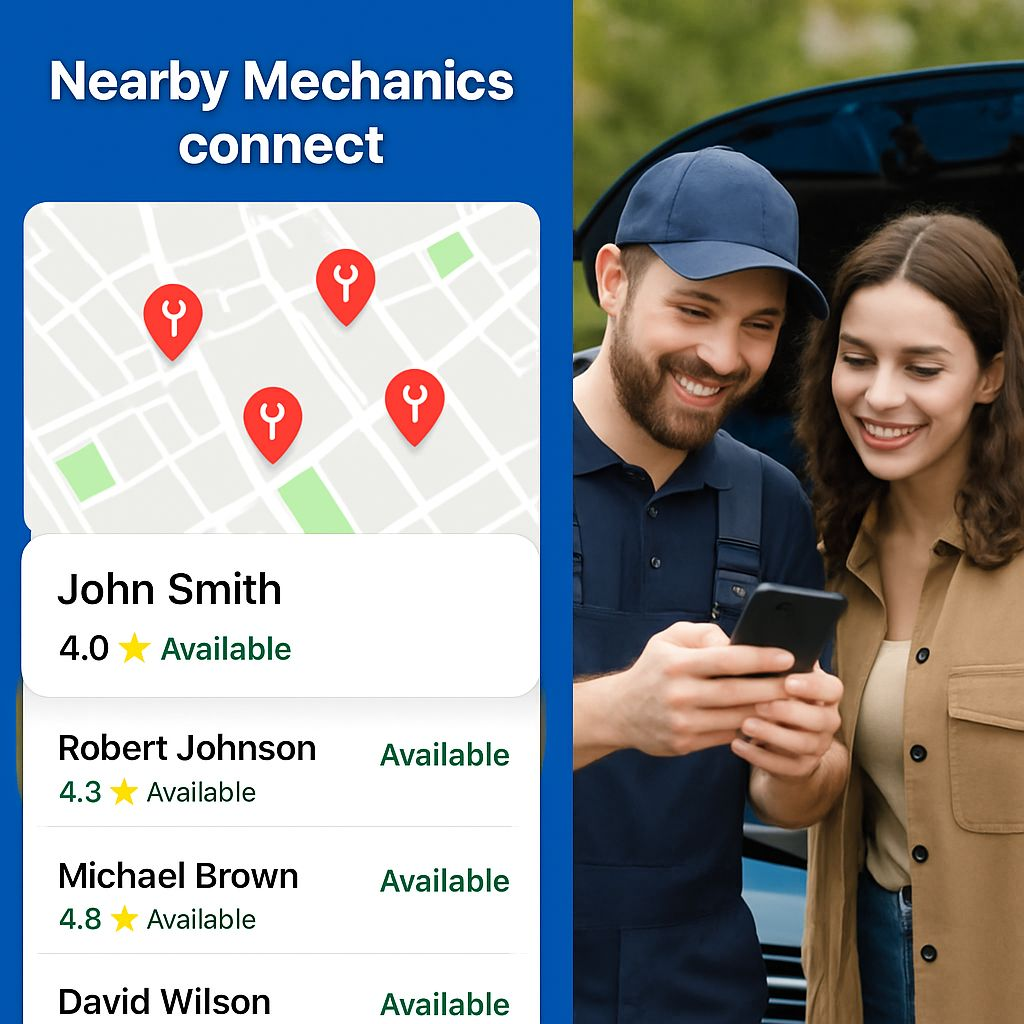 Nearby Mechanics
connect
John Smith
4.0 ★ Available
Robert Johnson Available
4.3 ★ Available
Michael Brown Available
4.8 ★ Available
David Wilson Available